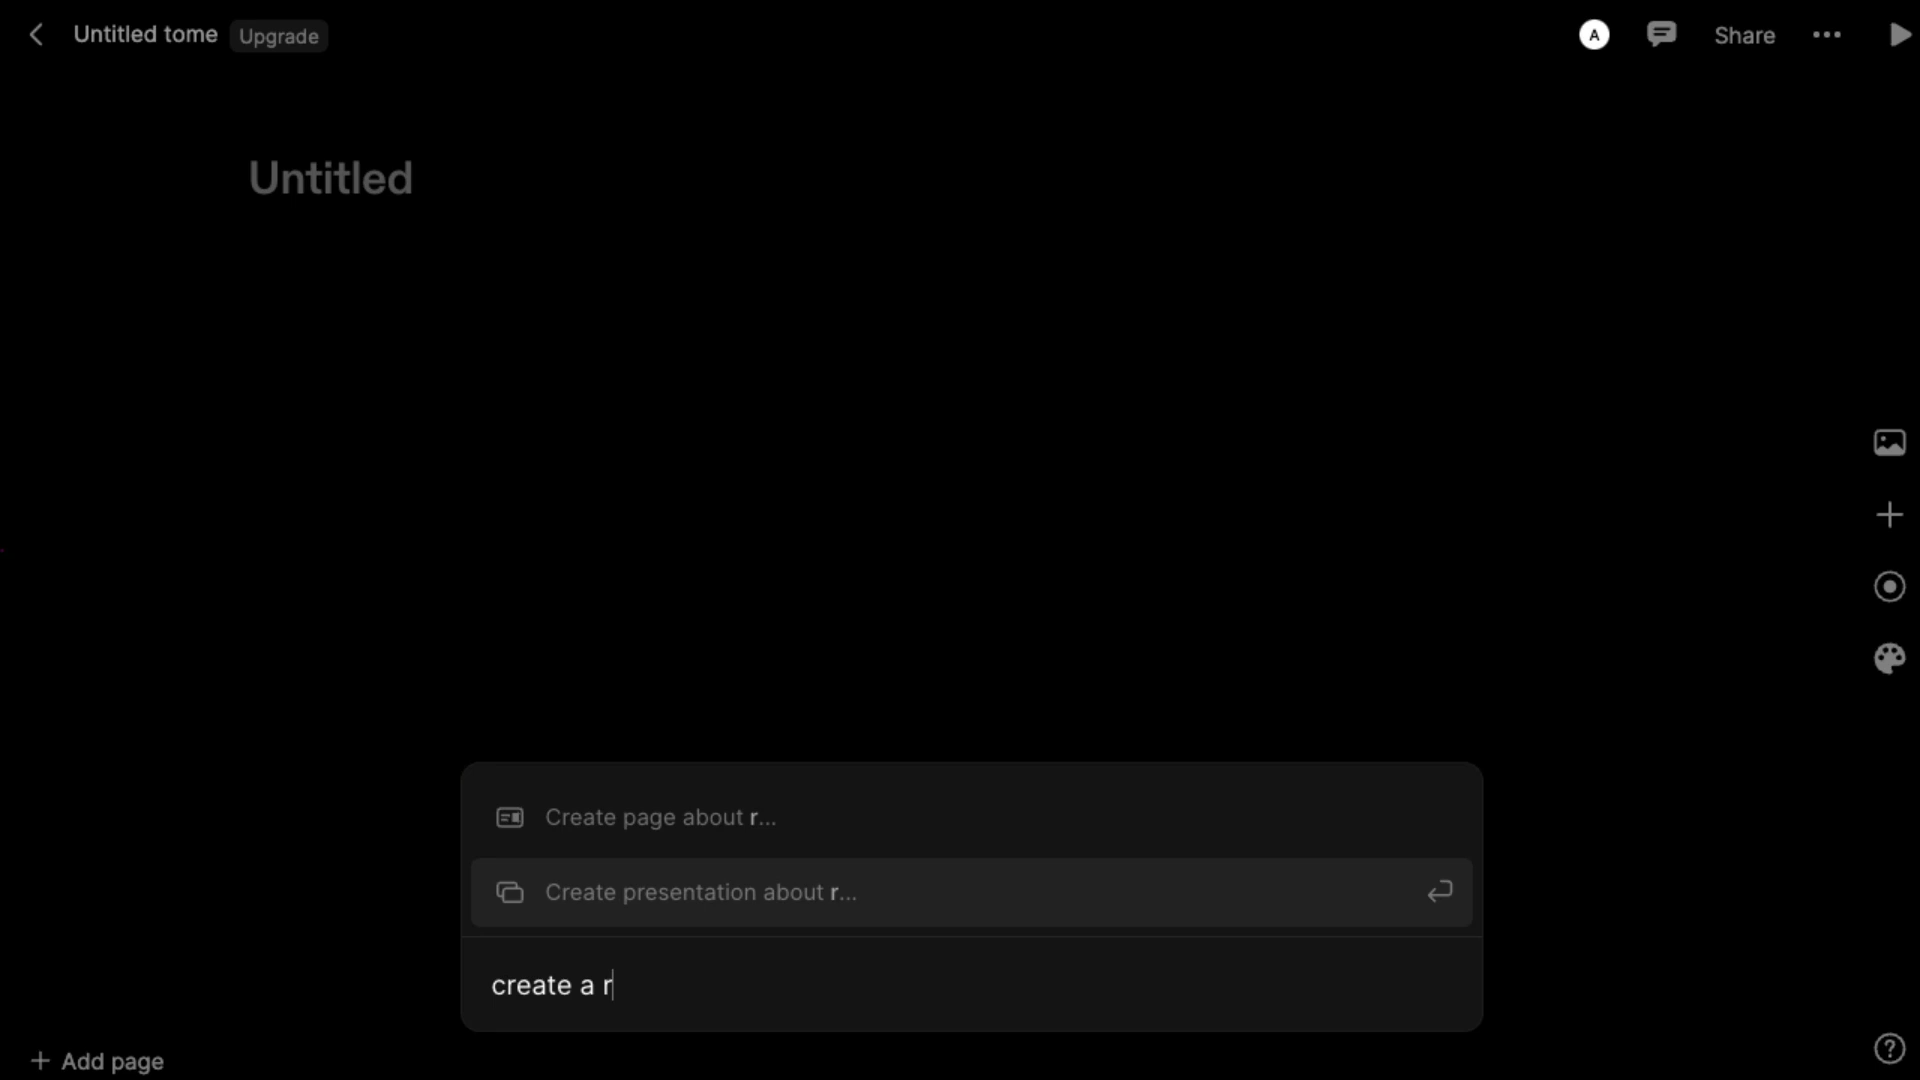 Untitled tome
Upgrade
A
Share
Untitled
Create page about r...
Create presentation about r...
create a r
+ Add page
?